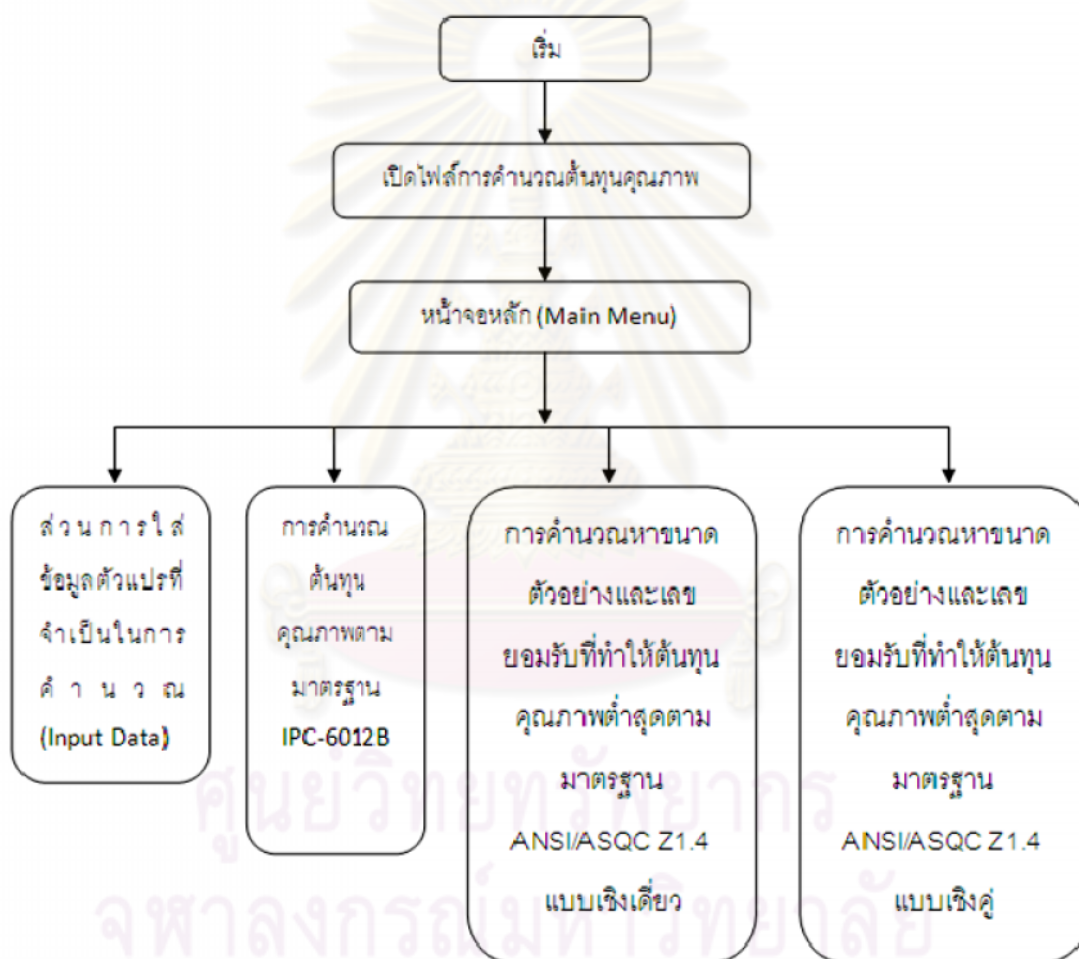 เริ่ม
เปิดไฟล์การคำนวณต้นทุนคุณภาพ
หน้าจอหลัก (Main Menu)
ส่วนการใส่
ข้อมูลตัวแปรที่
จำเป็นในการ
คำนวณ
(Input Data)
การคำนวณ
ต้นทุน
คุณภาพตาม
มาตรฐาน
IPC-6012B
การคำนวณหาขนาด
ตัวอย่างและเลข
ยอมรับที่ทำให้ต้นทุน
คุณภาพต่ำสุดตาม
มาตรฐาน
ANSI/ASQC Z1.4
แบบเชิงเดี่ยว
การคำนวณหาขนาด
ตัวอย่างและเลข
ยอมรับที่ทำให้ต้นทุน
คุณภาพต่ำสุดตาม
มาตรฐาน
ANSI/ASQC Z1.4
แบบเชิงคู่
ศูนย์วิทยทรัพยากร
จุฬาลงกรณ์มหาวิทยาลัย